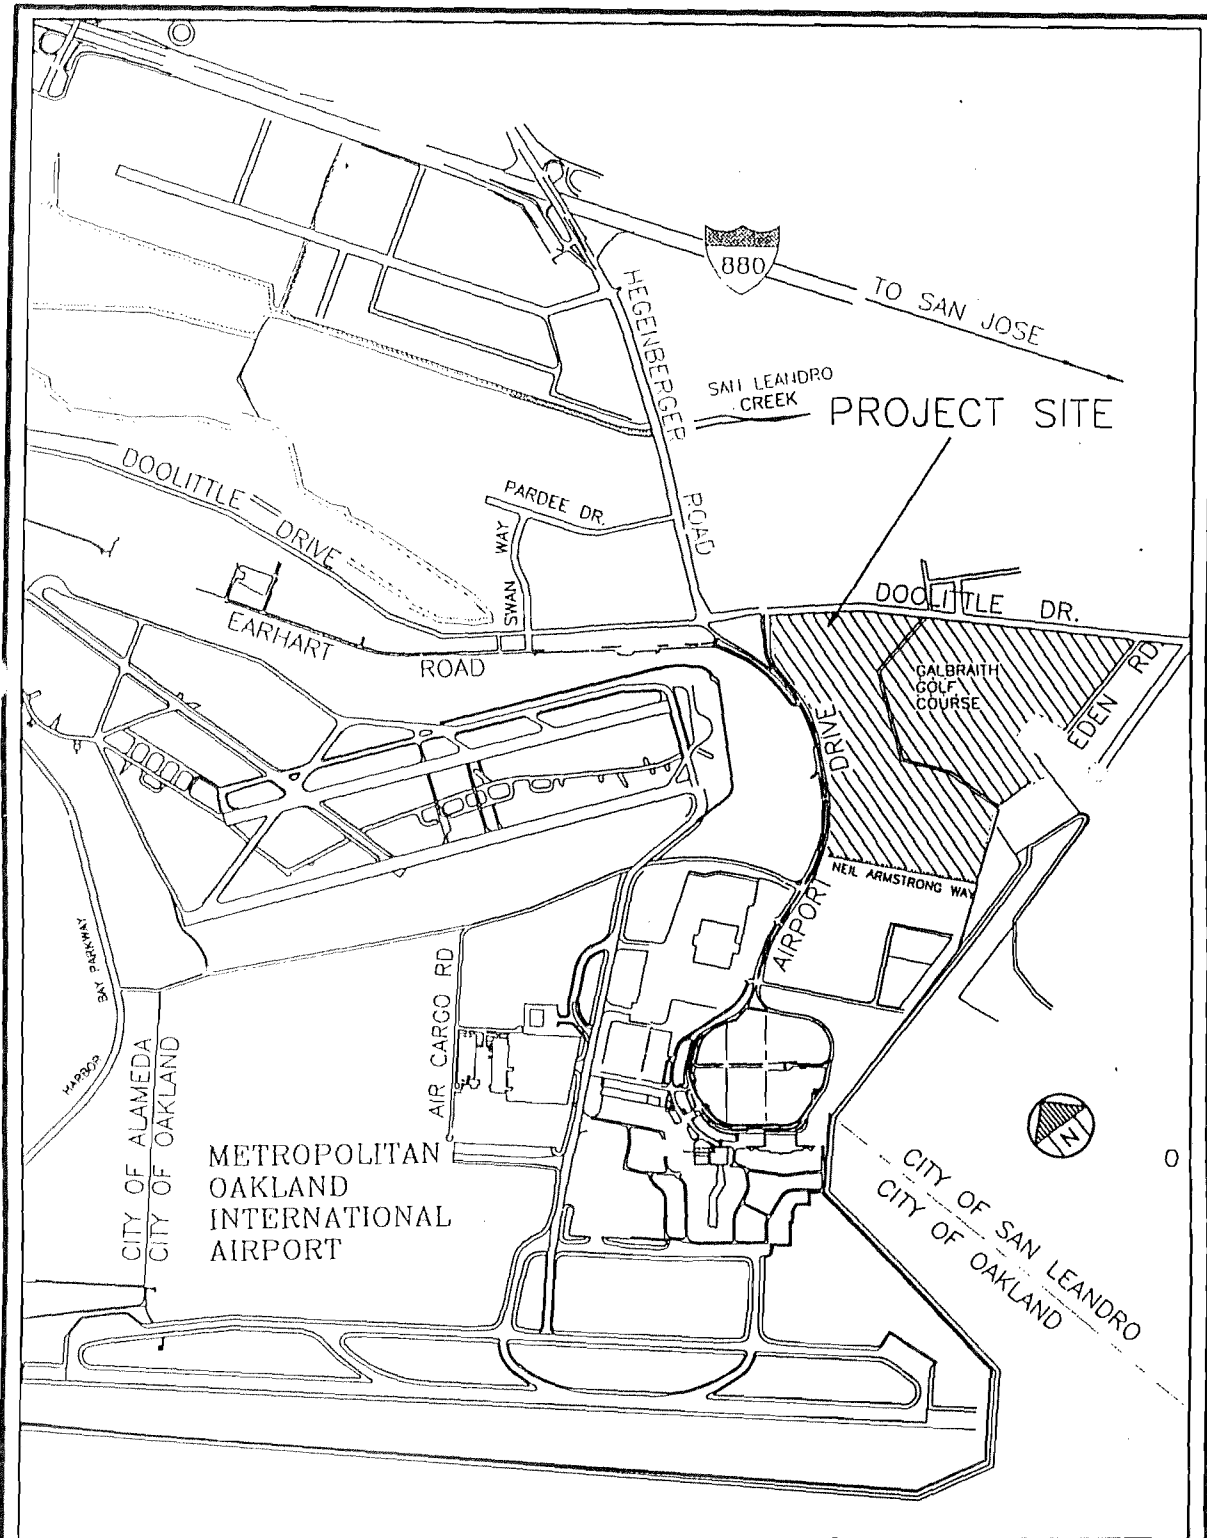 880
TO SAN JOSE
HEGENBERGER
ROAD
SAN LEANDRO
CREEK
PROJECT SITE
DOOLITTLE DRIVE
PARDEE DR.
SWAN WAY
DOOLITTLE DR.
EARHART
ROAD
GALBRAITH
GOLF
COURSE
EDEN RD
DRIVE
AIRPORT
NEIL ARMSTRONG WAY
BAY PARKWAY
HARBOR
AIR CARGO RD
CITY OF ALAMEDA
CITY OF OAKLAND
METROPOLITAN
OAKLAND
INTERNATIONAL
AIRPORT
N
0
CITY OF SAN LEANDRO
CITY OF OAKLAND